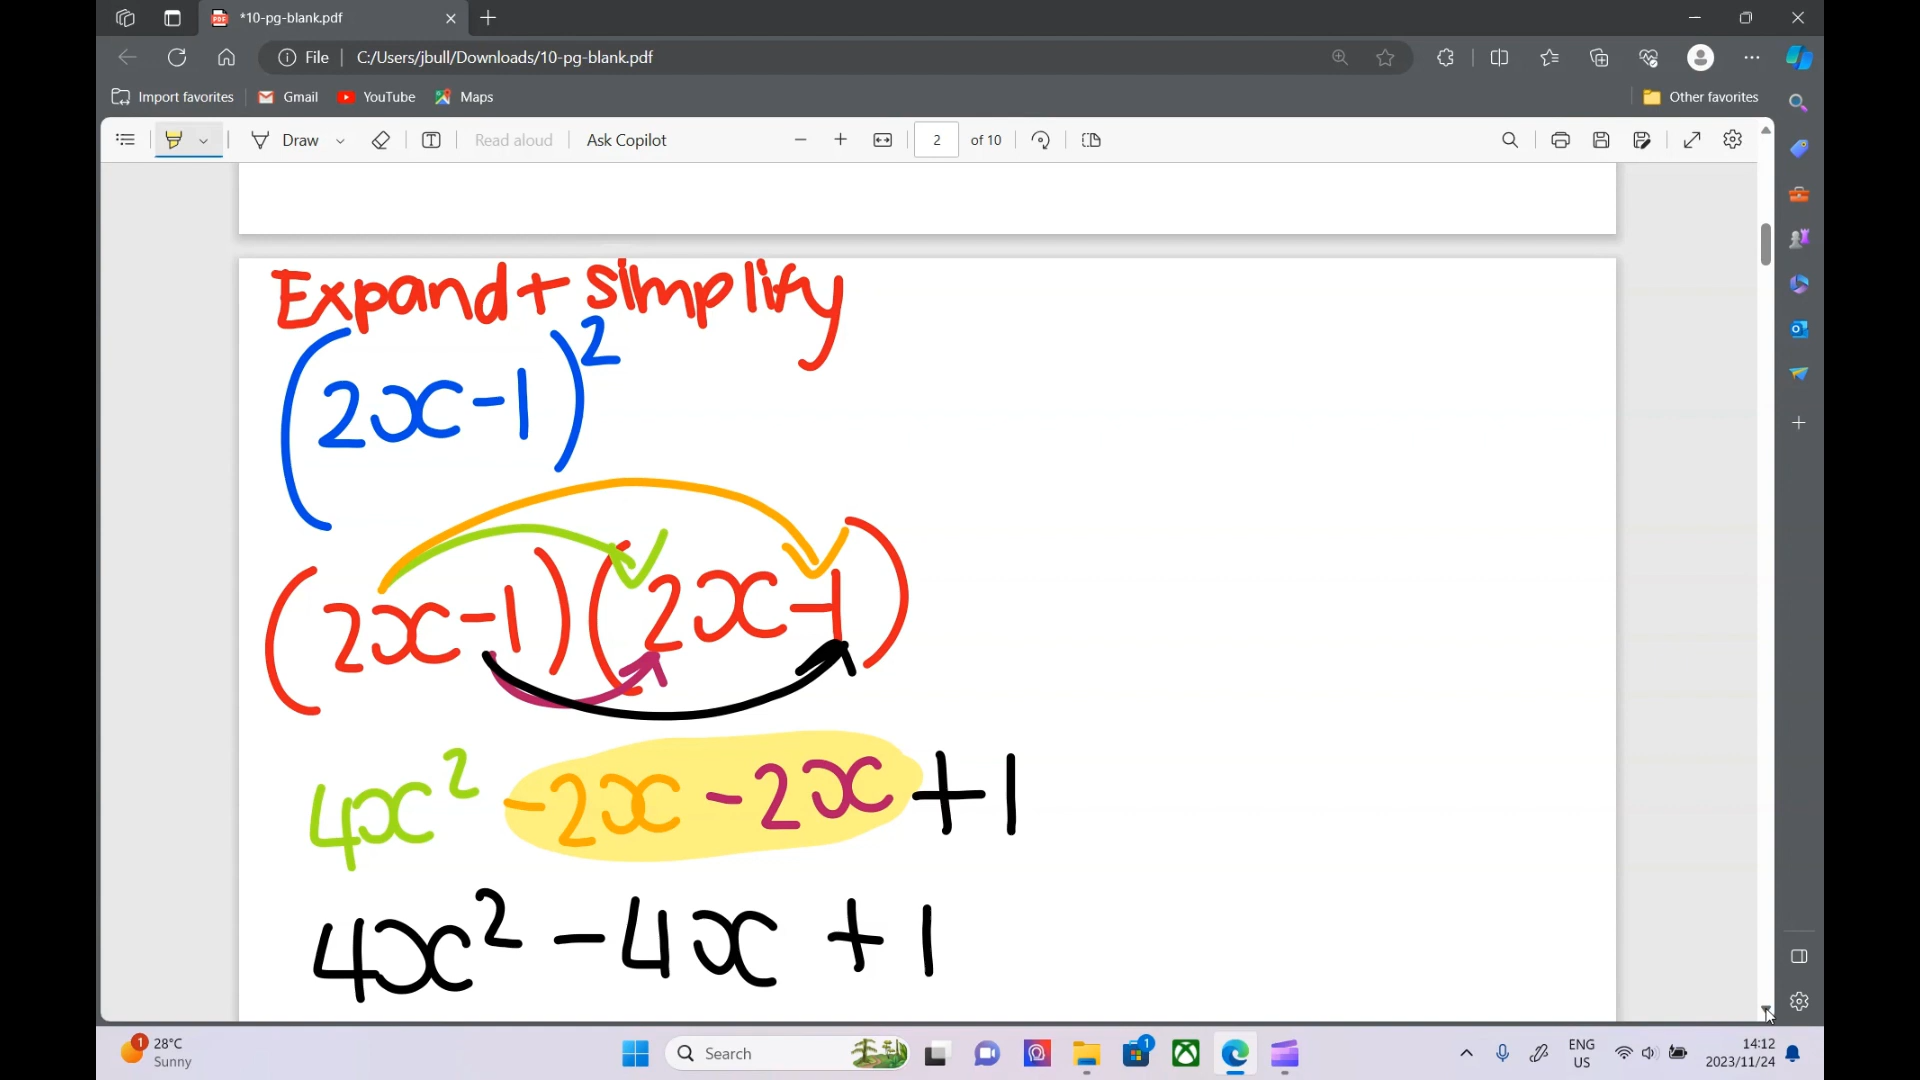 *10-pg-blank.pdf
File C:/Users/jbull/Downloads/10-pg-blank.pdf
Import favorites Gmail YouTube Maps Other favorites
Draw Read aloud Ask Copilot 2 of 10
Expand + simplify
(2x-1)²
(2x-1)(2x-1)
4x² -2x -2x +1
4x² -4x +1
1 28°C
Sunny
Search
1
ENG
US
14:12
2023/11/24